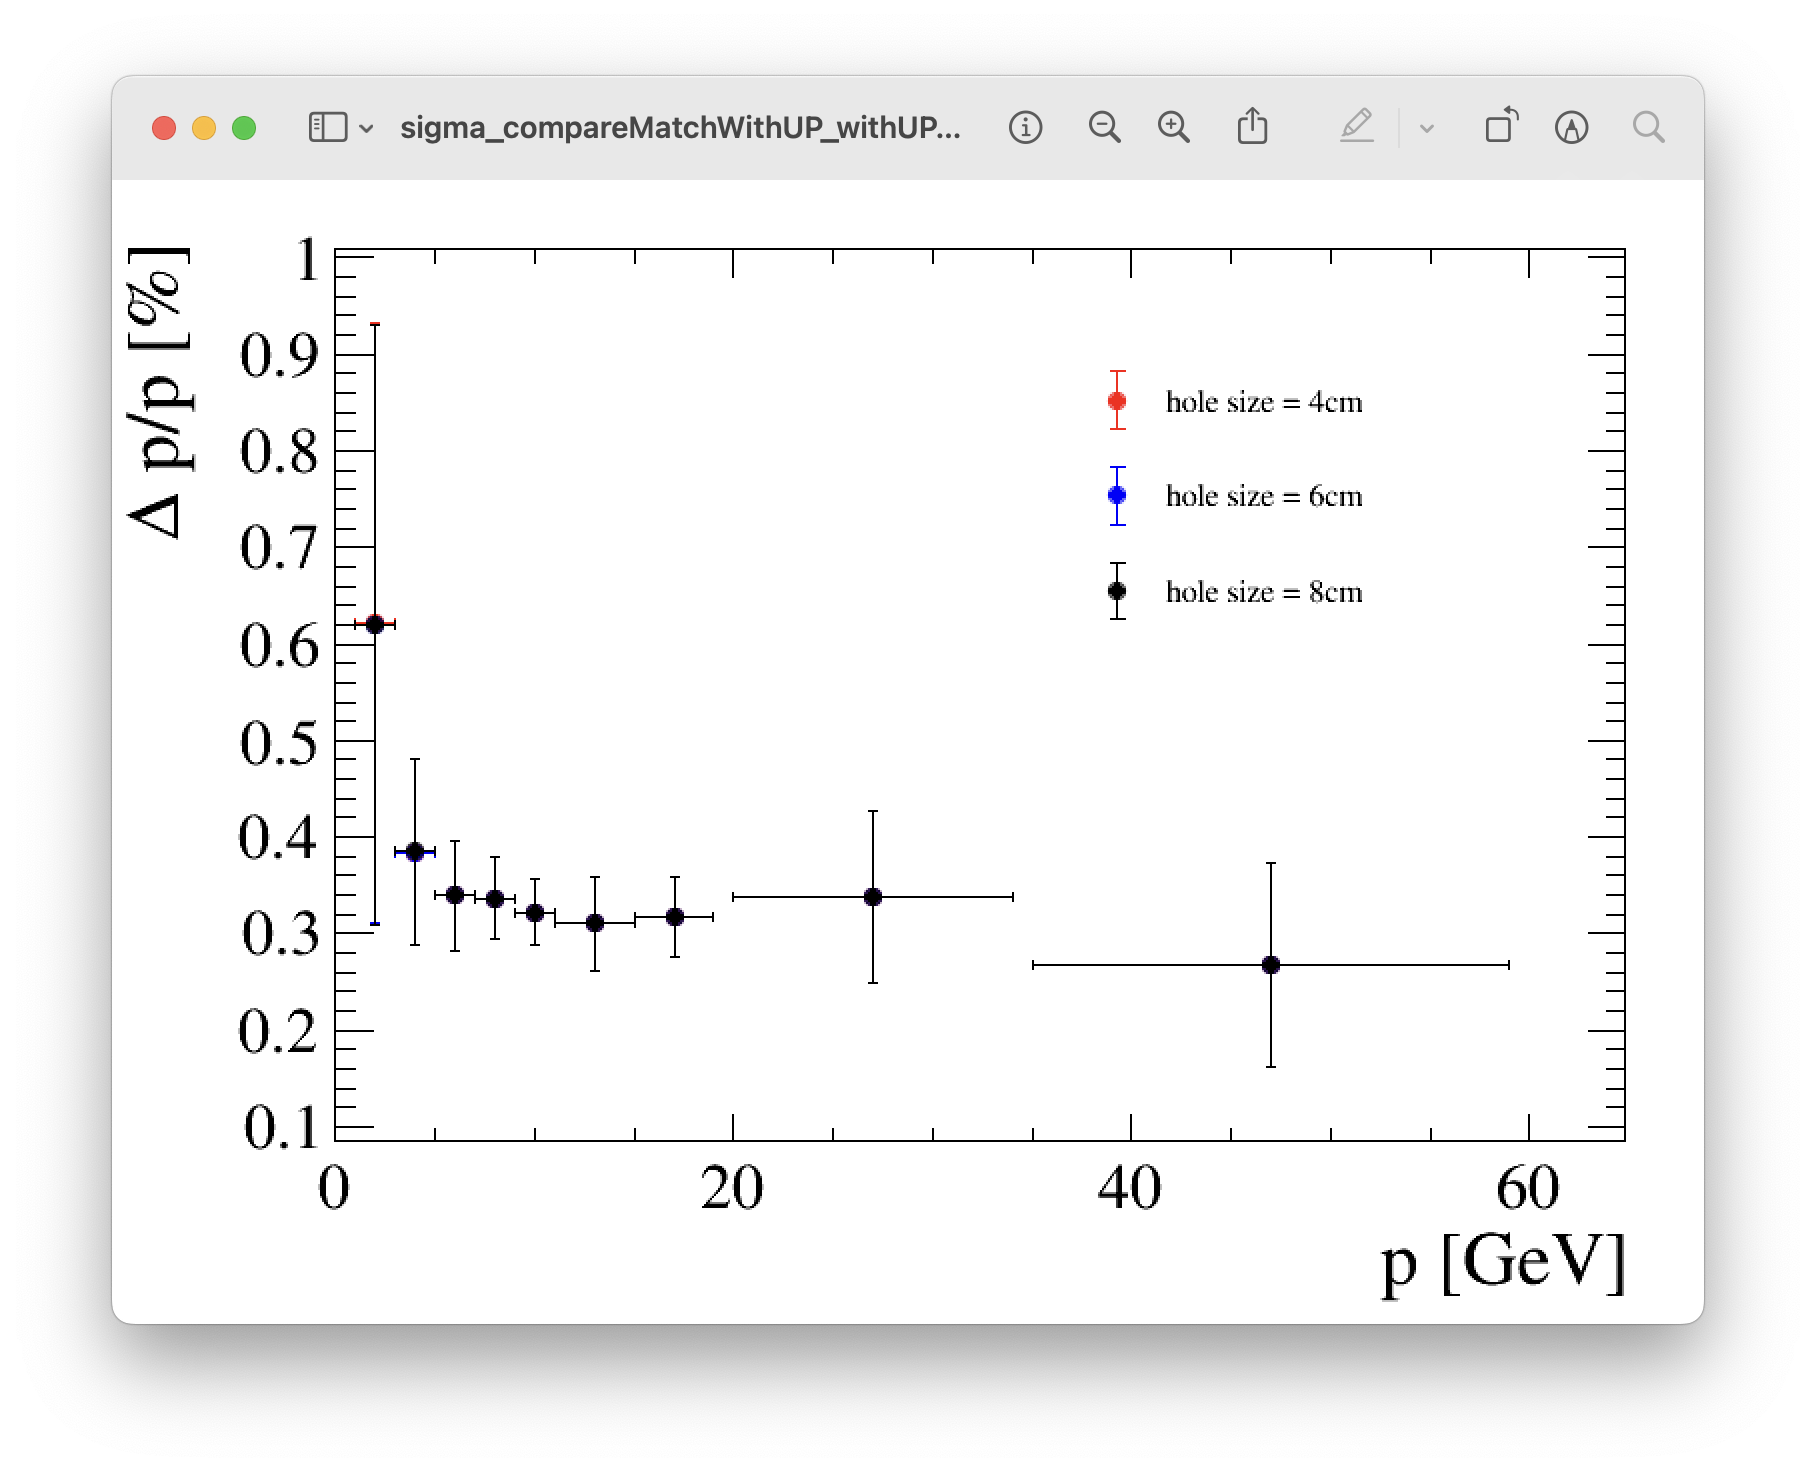 sigma_compareMatchWithUP_withUP...
Δ p/p [%]
1
0.9
0.8
0.7
0.6
0.5
0.4
0.3
0.2
0.1
hole size = 4cm
hole size = 6cm
hole size = 8cm
0 20 40 60
p [GeV]